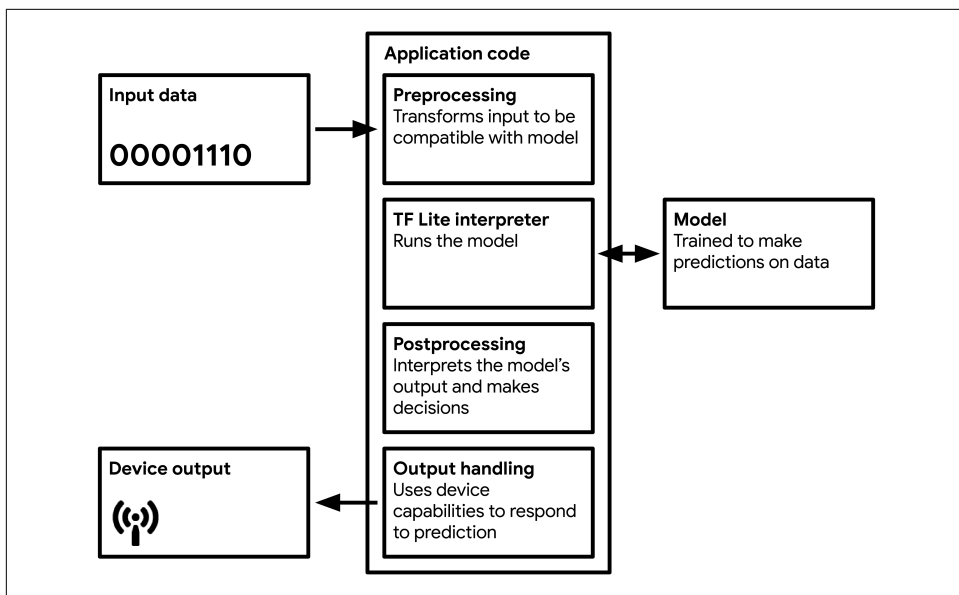 Application code
Input data
00001110
Preprocessing
Transforms input to be
compatible with model
TF Lite interpreter
Runs the model
Model
Trained to make
predictions on data
Postprocessing
Interprets the model's
output and makes
decisions
Device output
Output handling
Uses device
capabilities to respond
to prediction